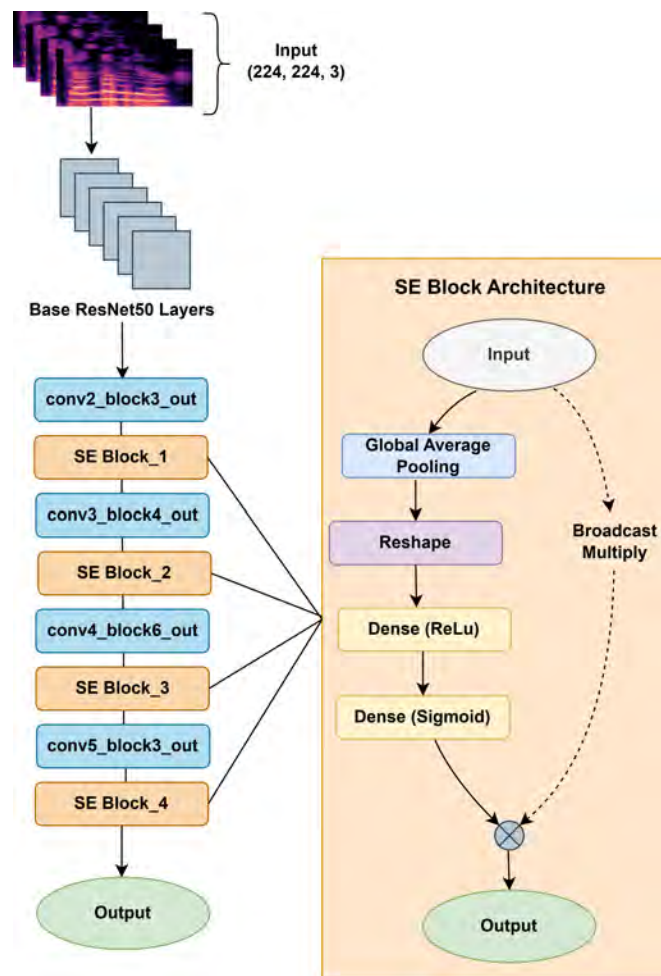 Input
(224, 224, 3)
Base ResNet50 Layers
conv2_block3_out
SE Block_1
conv3_block4_out
SE Block_2
conv4_block6_out
SE Block_3
conv5_block3_out
SE Block_4
Output
SE Block Architecture
Input
Global Average
Pooling
Reshape
Broadcast
Multiply
Dense (ReLu)
Dense (Sigmoid)
Output